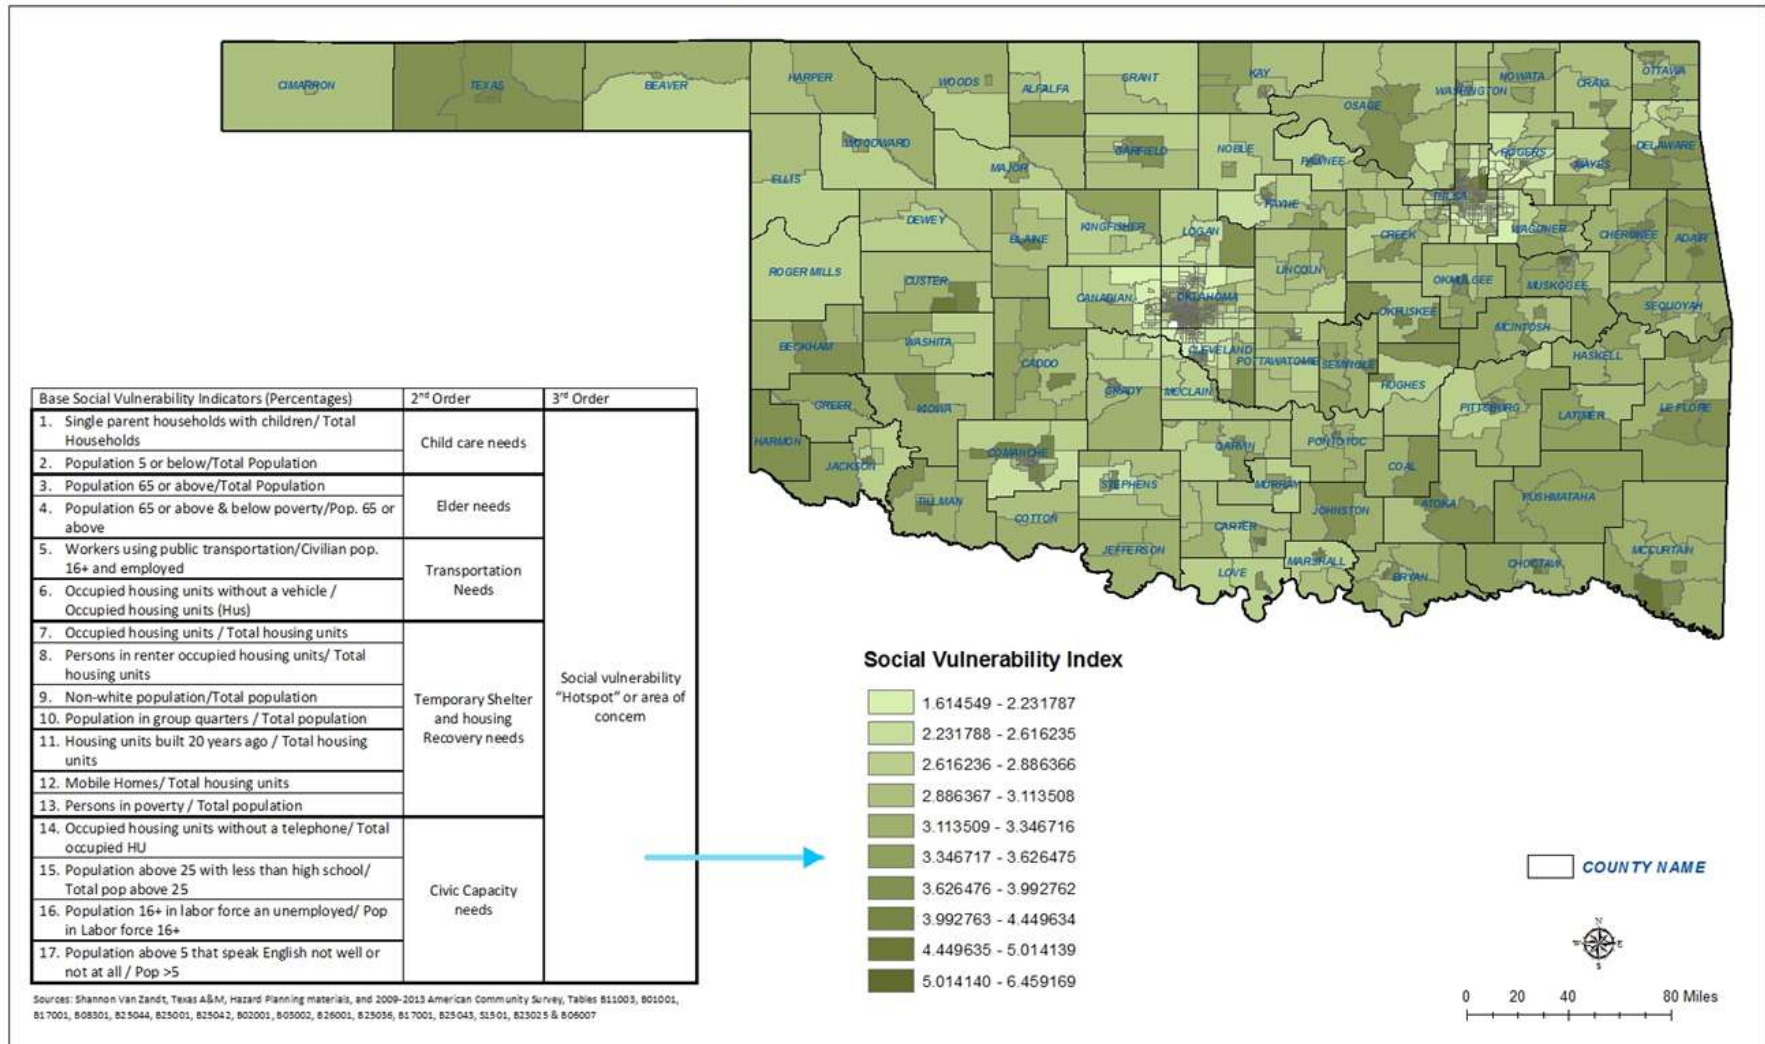 CIMARRON
TEXAS
BEAVER
HARPER
WOODS
ALFALFA
GRANT
KAY
OSAGE
WASHINGTON
NOWATA
CRAIG
OTTAWA
WOODWARD
MAJOR
GARFIELD
NOBLE
PAWNEE
ROGERS
MAYES
DELAWARE
ELLIS
DEWEY
BLAINE
KINGFISHER
LOGAN
PAYNE
CREEK
TULSA
WAGONER
CHEROKEE
ADAIR
ROGER MILLS
CUSTER
CANADIAN
OKLAHOMA
LINCOLN
OKMULGEE
MUSKOGEE
SEQUOYAH
BECKHAM
WASHITA
CADDO
CLEVELAND
POTTAWATOMIE
SEMINOLE
OKFUSKEE
MCINTOSH
HASKELL
GREER
KIOWA
GRADY
MCCLAIN
HUGHES
PITTSBURG
LATIMER
LE FLORE
HARMON
JACKSON
COMANCHE
STEPHENS
GARVIN
PONTOTOC
COAL
TILLMAN
COTTON
MURRAY
JOHNSTON
ATOKA
PUSHMATAHA
JEFFERSON
CARTER
LOVE
MARSHALL
BRYAN
CHOCTAW
MCCURTAIN
Base Social Vulnerability Indicators (Percentages)
2nd Order
3rd Order
1. Single parent households with children/ Total
Households
2. Population 5 or below/Total Population
Child care needs
3. Population 65 or above/Total Population
4. Population 65 or above & below poverty/Pop. 65 or
above
Elder needs
5. Workers using public transportation/Civilian pop.
16+ and employed
6. Occupied housing units without a vehicle /
Occupied housing units (Hus)
Transportation
Needs
7. Occupied housing units / Total housing units
8. Persons in renter occupied housing units/ Total
housing units
9. Non-white population/Total population
10. Population in group quarters / Total population
11. Housing units built 20 years ago / Total housing
units
12. Mobile Homes/ Total housing units
13. Persons in poverty / Total population
Temporary Shelter
and housing
Recovery needs
14. Occupied housing units without a telephone/ Total
occupied HU
15. Population above 25 with less than high school/
Total pop above 25
16. Population 16+ in labor force an unemployed/ Pop
in Labor force 16+
17. Population above 5 that speak English not well or
not at all / Pop >5
Civic Capacity
needs
Social vulnerability
"Hotspot" or area of
concern
Sources: Shannon Van Zandt, Texas A&M, Hazard Planning materials, and 2009-2013 American Community Survey, Tables B11003, B01001,
B17001, B08301, B25044, B25001, B25042, B02001, B03002, B26001, B25036, B17001, B25043, S1501, B23025 & B06007
Social Vulnerability Index
1.614549 - 2.231787
2.231788 - 2.616235
2.616236 - 2.886366
2.886367 - 3.113508
3.113509 - 3.346716
3.346717 - 3.626475
3.626476 - 3.992762
3.992763 - 4.449634
4.449635 - 5.014139
5.014140 - 6.459169
COUNTY NAME
N
W E
S
0 20 40 80 Miles